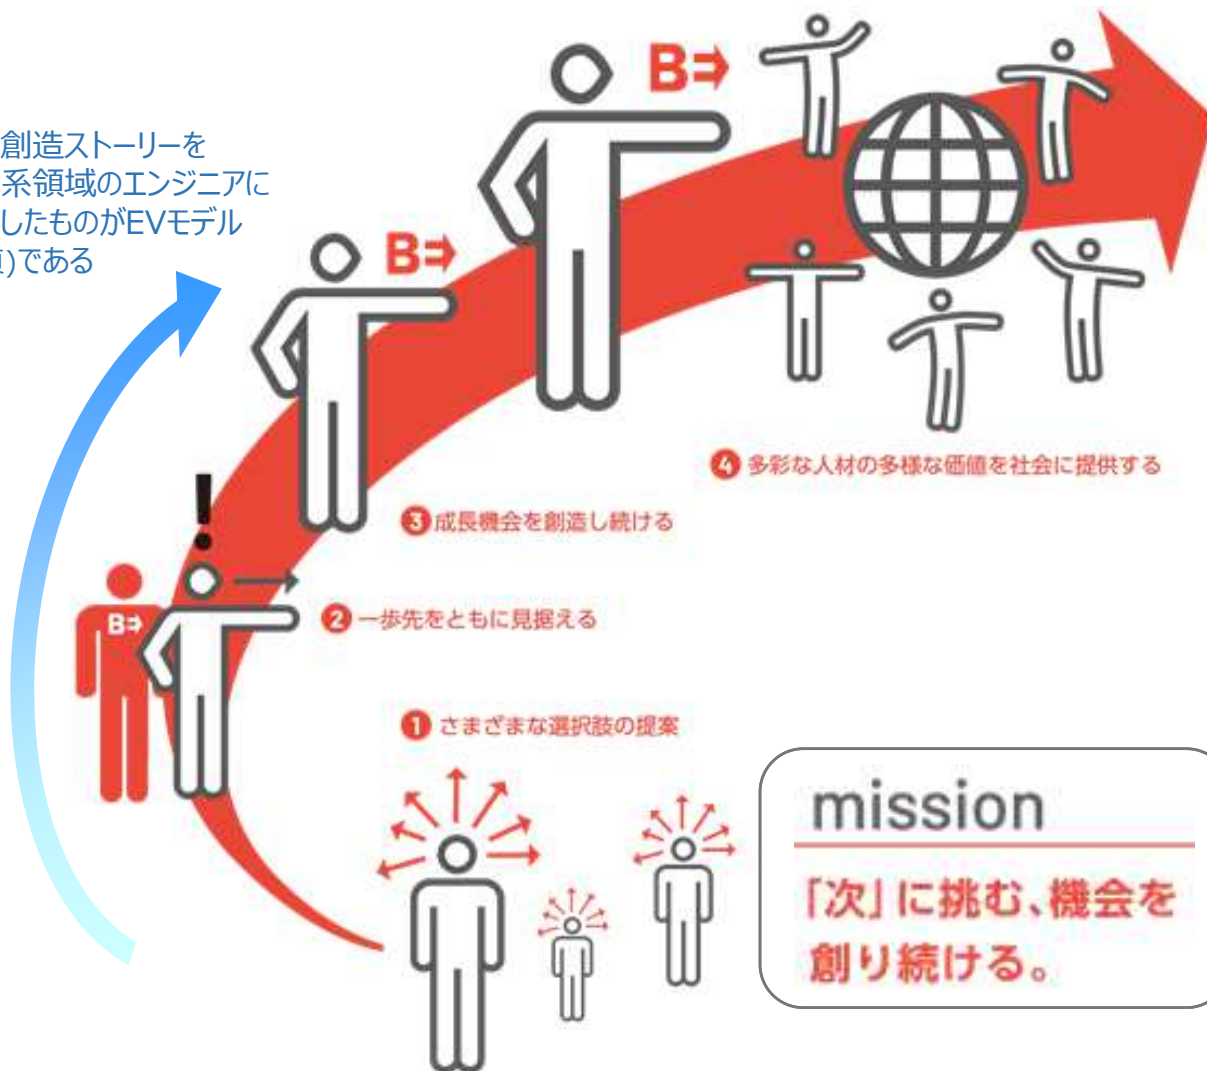 創造ストーリーを
系領域のエンジニアに
したものがEVモデル
)である
B
B
❹ 多彩な人材の多様な価値を社会に提供する
❸ 成長機会を創造し続ける
!
B
❷ 一歩先をともに見据える
❶ さまざまな選択肢の提案
mission
「次」に挑む、機会を
創り続ける。